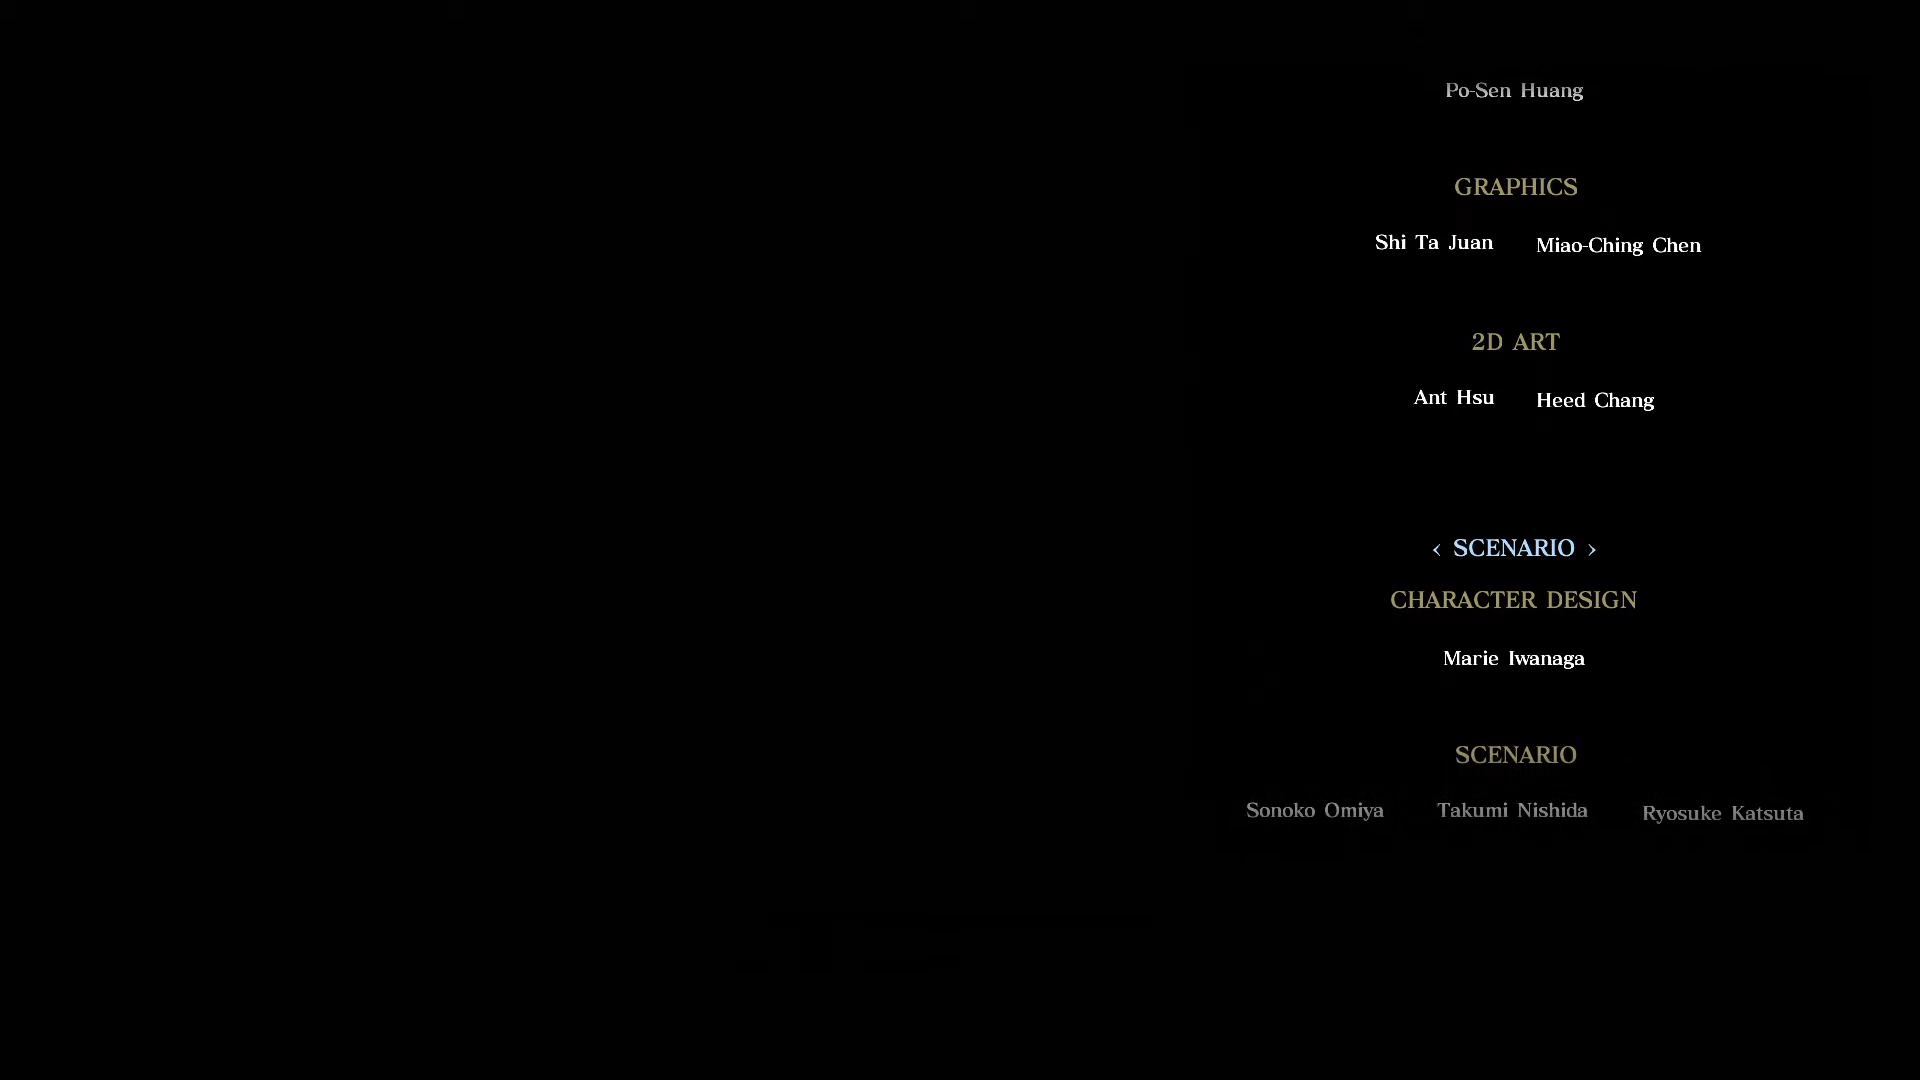 Po-Sen Huang
GRAPHICS
Shi Ta Juan Miao-Ching Chen
2D ART
Ant Hsu Heed Chang
‹ SCENARIO ›
CHARACTER DESIGN
Marie Iwanaga
SCENARIO
Sonoko Omiya Takumi Nishida Ryosuke Katsuta